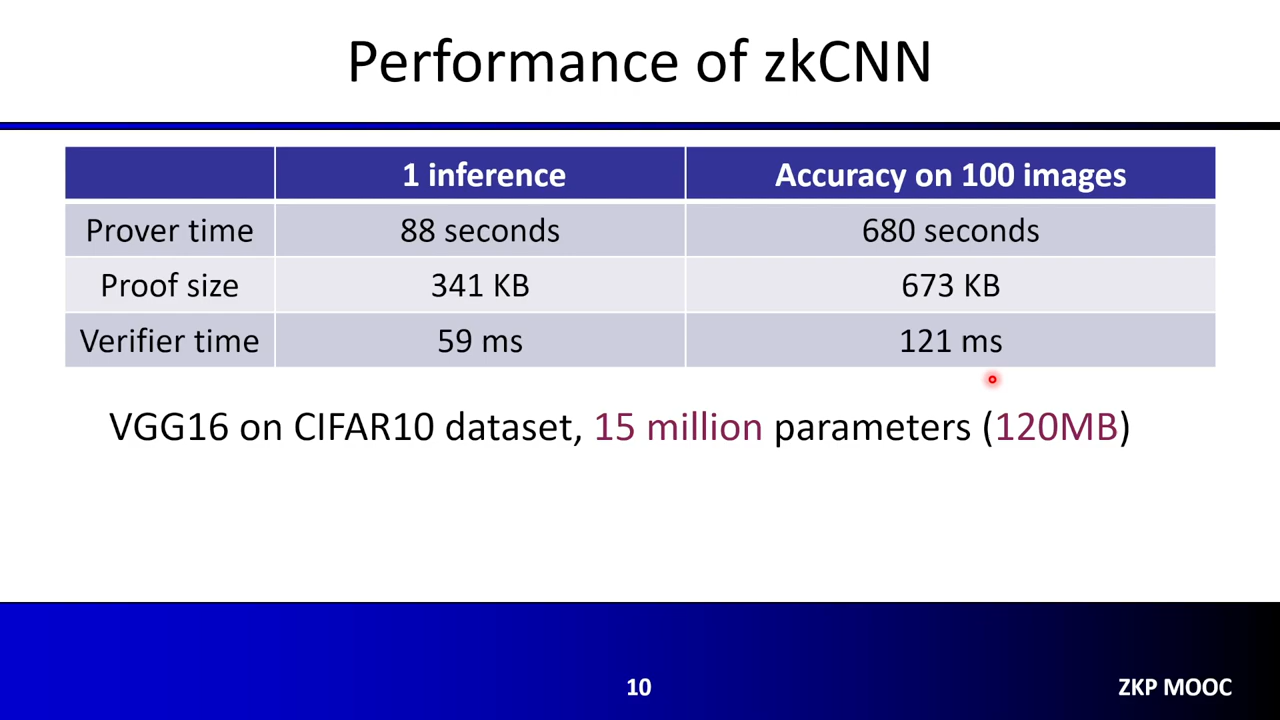 Performance of zkCNN
1 inference Accuracy on 100 images
Prover time 88 seconds 680 seconds
Proof size 341 KB 673 KB
Verifier time 59 ms 121 ms
VGG16 on CIFAR10 dataset, 15 million parameters (120MB)
10 ZKP MOOC